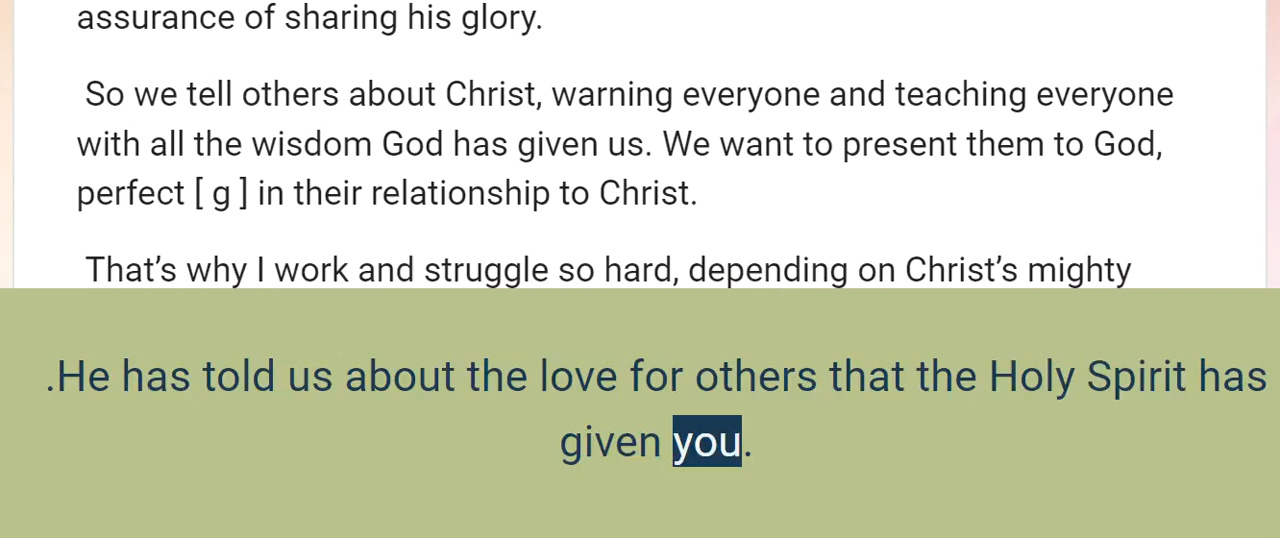 assurance of sharing his glory.
So we tell others about Christ, warning everyone and teaching everyone
with all the wisdom God has given us. We want to present them to God,
perfect [ g ] in their relationship to Christ.
That’s why I work and struggle so hard, depending on Christ’s mighty
.He has told us about the love for others that the Holy Spirit has
given you.